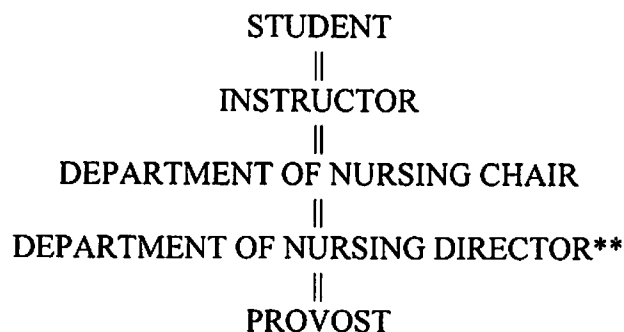 STUDENT
||
INSTRUCTOR
||
DEPARTMENT OF NURSING CHAIR
||
DEPARTMENT OF NURSING DIRECTOR**
||
PROVOST